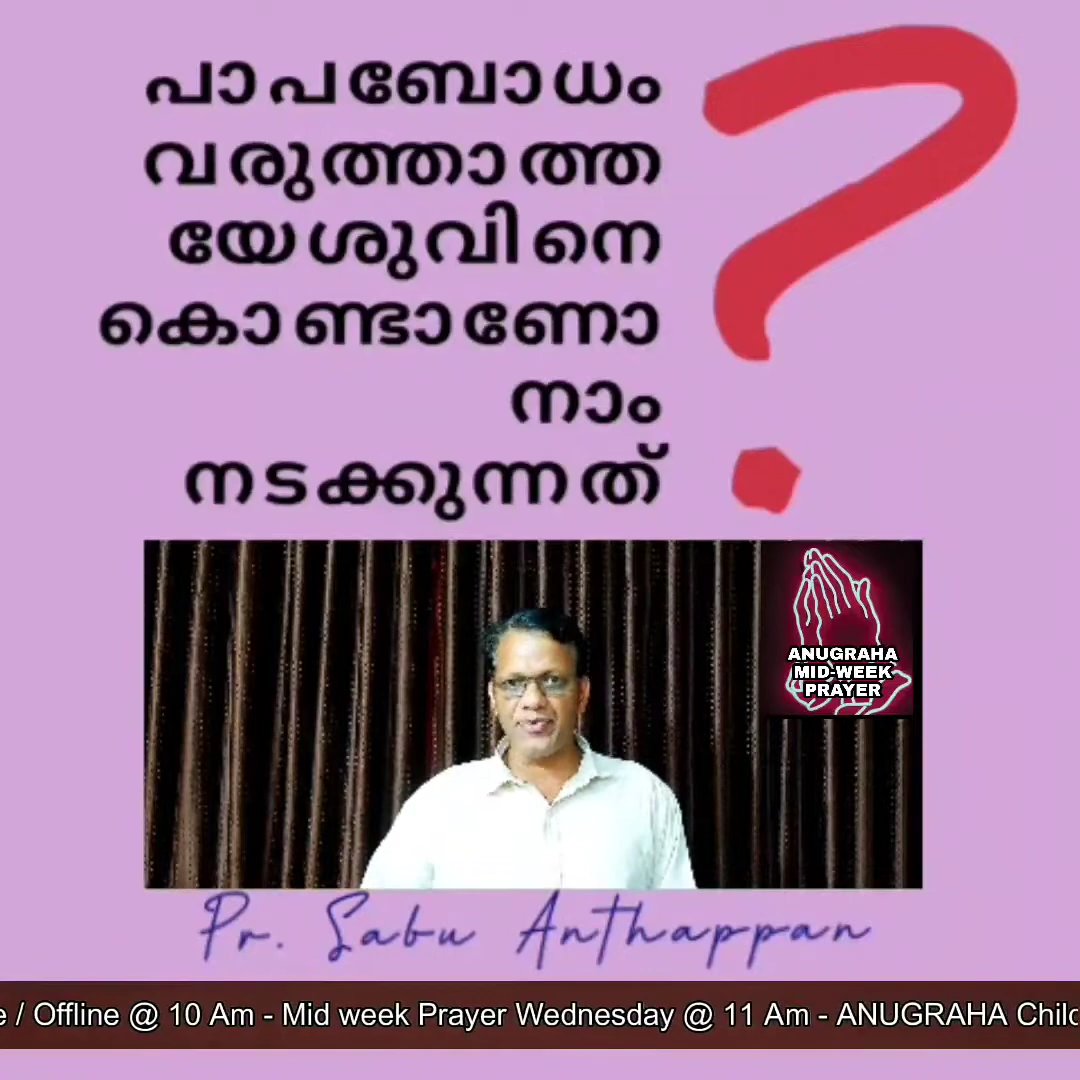 പാപബോധം
വരുത്താത്ത
യേശുവിനെ
കൊണ്ടാണോ
നാം
നടക്കുന്നത്
?
ANUGRAHA
MID-WEEK
PRAYER
Pr. Sabu Anthappan
e / Offline @ 10 Am - Mid week Prayer Wednesday @ 11 Am - ANUGRAHA Chil